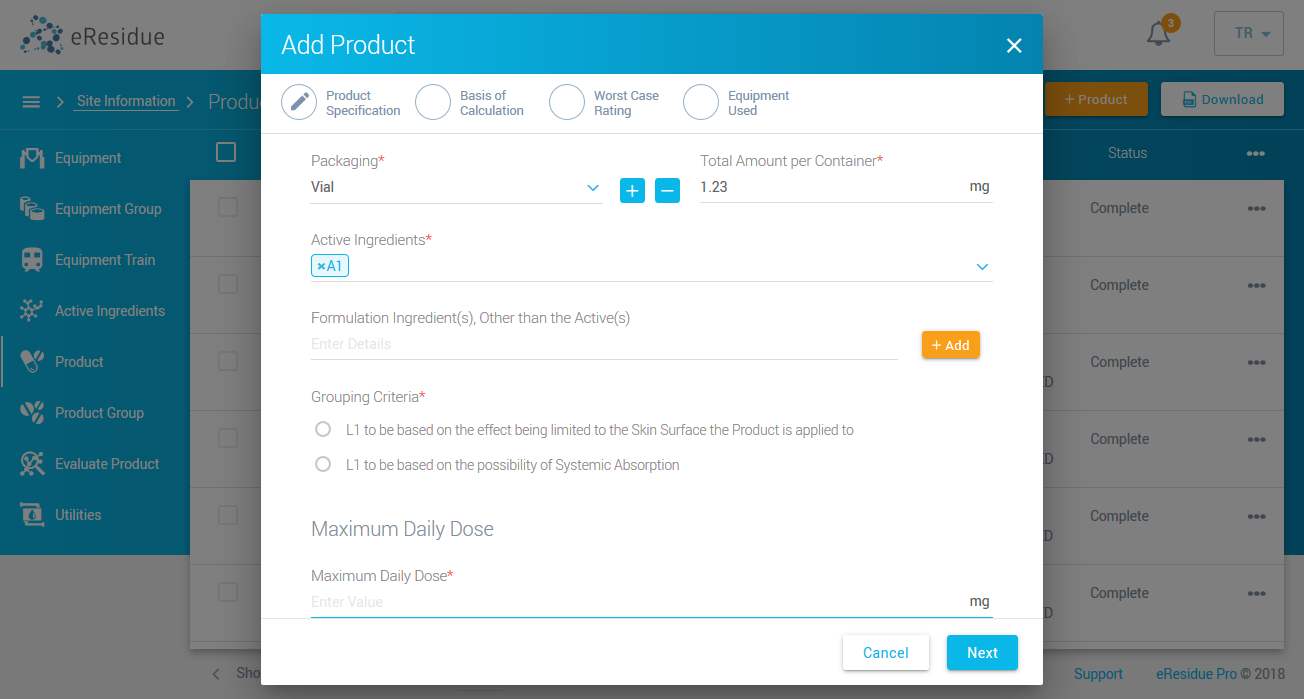 eResidue
Add Product
3
TR
Site Information
Product
Specification
Basis of
Calculation
Worst Case
Rating
Equipment
Used
+ Product
Download
Equipment
Equipment Group
Equipment Train
Active Ingredients
Product
Product Group
Evaluate Product
Utilities
Packaging*
Vial
+
−
Total Amount per Container*
1.23
mg
Active Ingredients*
×A1
Formulation Ingredient(s), Other than the Active(s)
Enter Details
+ Add
Grouping Criteria*
L1 to be based on the effect being limited to the Skin Surface the Product is applied to
L1 to be based on the possibility of Systemic Absorption
Maximum Daily Dose
Maximum Daily Dose*
Enter Value
mg
Cancel
Next
Status
Complete
Complete
Complete
Complete
Complete
Complete
Support
eResidue Pro © 2018